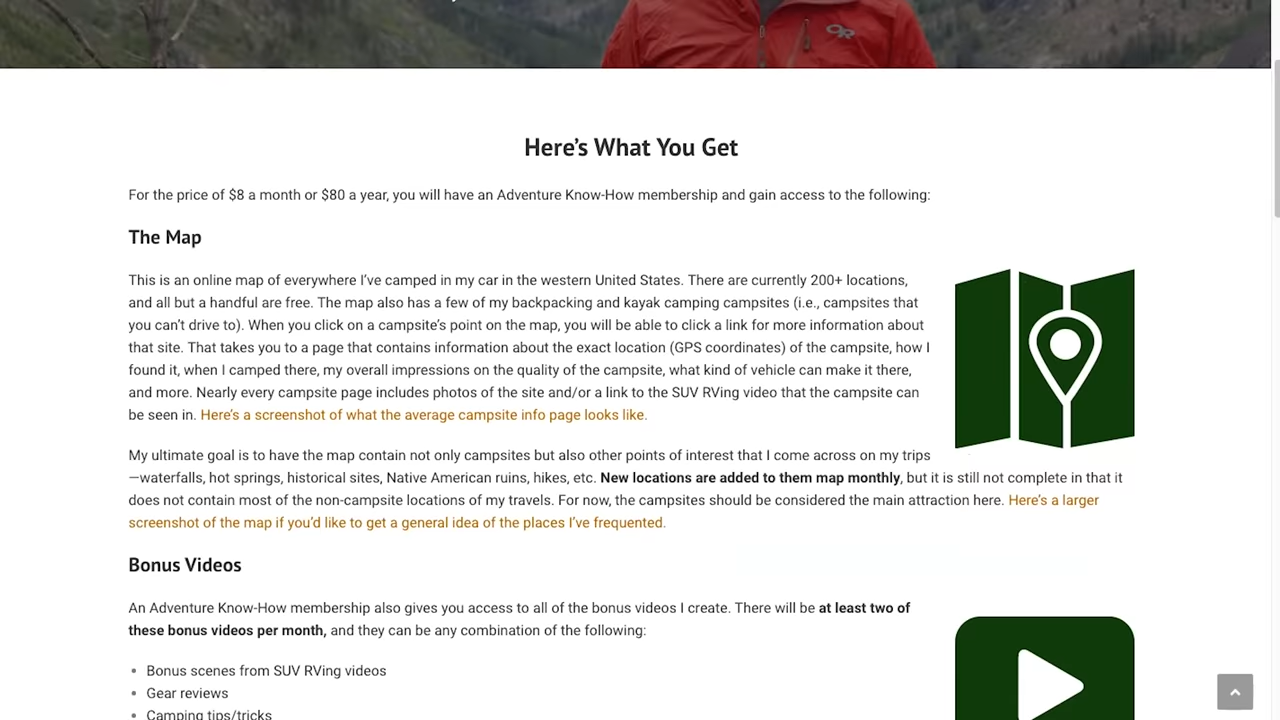 OR
Here’s What You Get
For the price of $8 a month or $80 a year, you will have an Adventure Know-How membership and gain access to the following:
The Map
This is an online map of everywhere I’ve camped in my car in the western United States. There are currently 200+ locations,
and all but a handful are free. The map also has a few of my backpacking and kayak camping campsites (i.e., campsites that
you can’t drive to). When you click on a campsite’s point on the map, you will be able to click a link for more information about
that site. That takes you to a page that contains information about the exact location (GPS coordinates) of the campsite, how I
found it, when I camped there, my overall impressions on the quality of the campsite, what kind of vehicle can make it there,
and more. Nearly every campsite page includes photos of the site and/or a link to the SUV RVing video that the campsite can
be seen in. Here’s a screenshot of what the average campsite info page looks like.
My ultimate goal is to have the map contain not only campsites but also other points of interest that I come across on my trips
—waterfalls, hot springs, historical sites, Native American ruins, hikes, etc. New locations are added to them map monthly, but it is still not complete in that it
does not contain most of the non-campsite locations of my travels. For now, the campsites should be considered the main attraction here. Here’s a larger
screenshot of the map if you’d like to get a general idea of the places I’ve frequented.
Bonus Videos
An Adventure Know-How membership also gives you access to all of the bonus videos I create. There will be at least two of
these bonus videos per month, and they can be any combination of the following:
• Bonus scenes from SUV RVing videos
• Gear reviews
• Camping tips/tricks